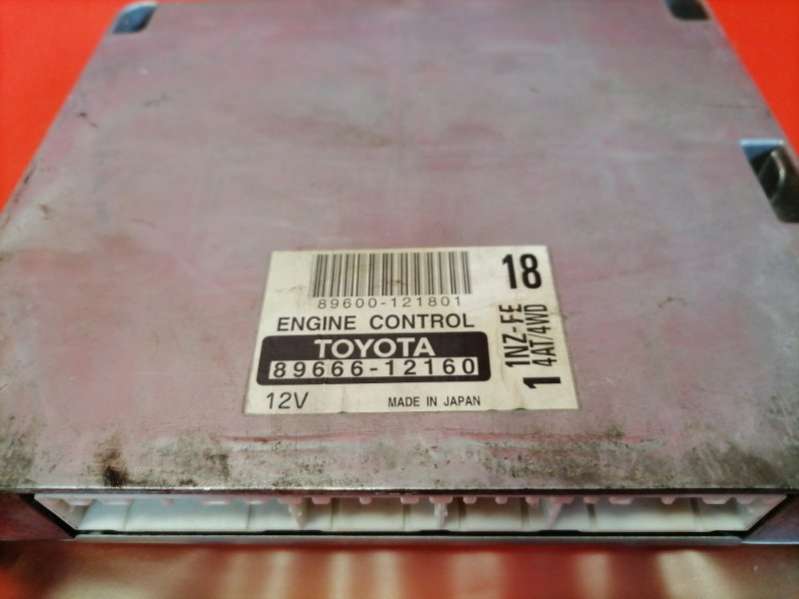 89600-121801
ENGINE CONTROL
TOYOTA
89666-12160
12V MADE IN JAPAN
18
1 1NZ-FE
4AT/4WD